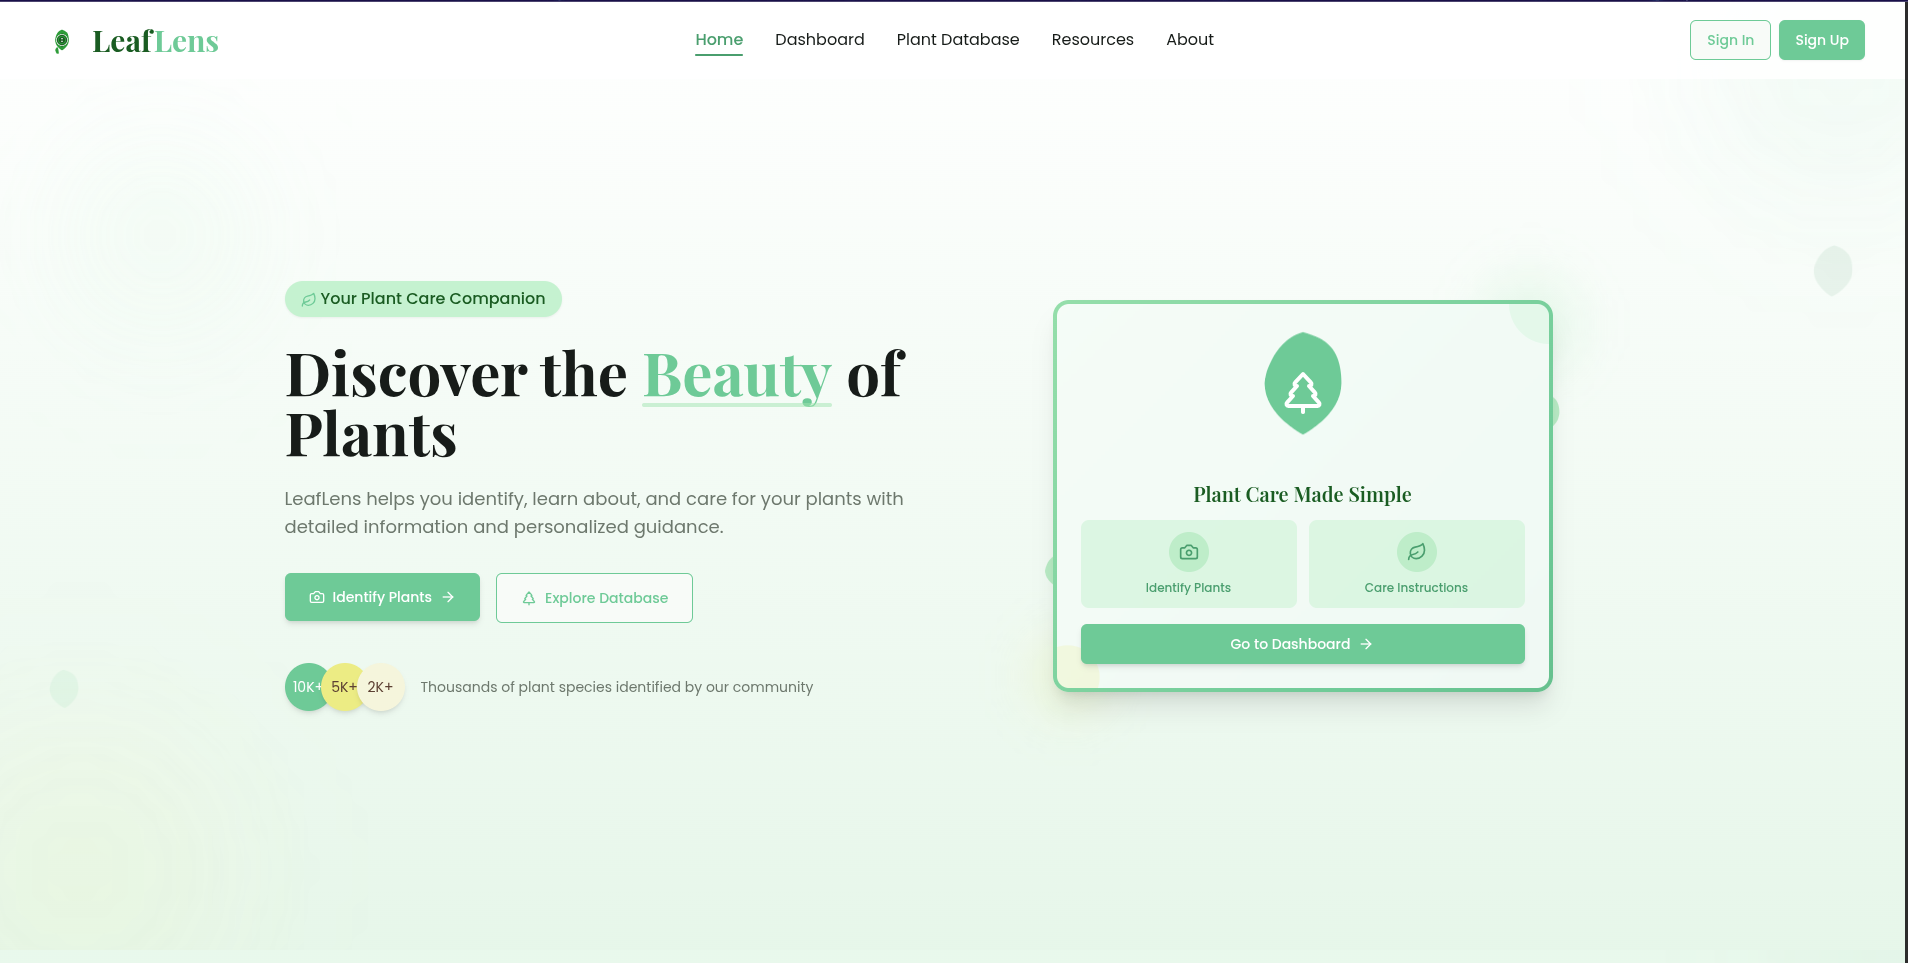 LeafLens
Home
Dashboard
Plant Database
Resources
About
Sign In
Sign Up
Your Plant Care Companion
Discover the Beauty of
Plants
LeafLens helps you identify, learn about, and care for your plants with
detailed information and personalized guidance.
Identify Plants
Explore Database
10K+
5K+
2K+
Thousands of plant species identified by our community
Plant Care Made Simple
Identify Plants
Care Instructions
Go to Dashboard